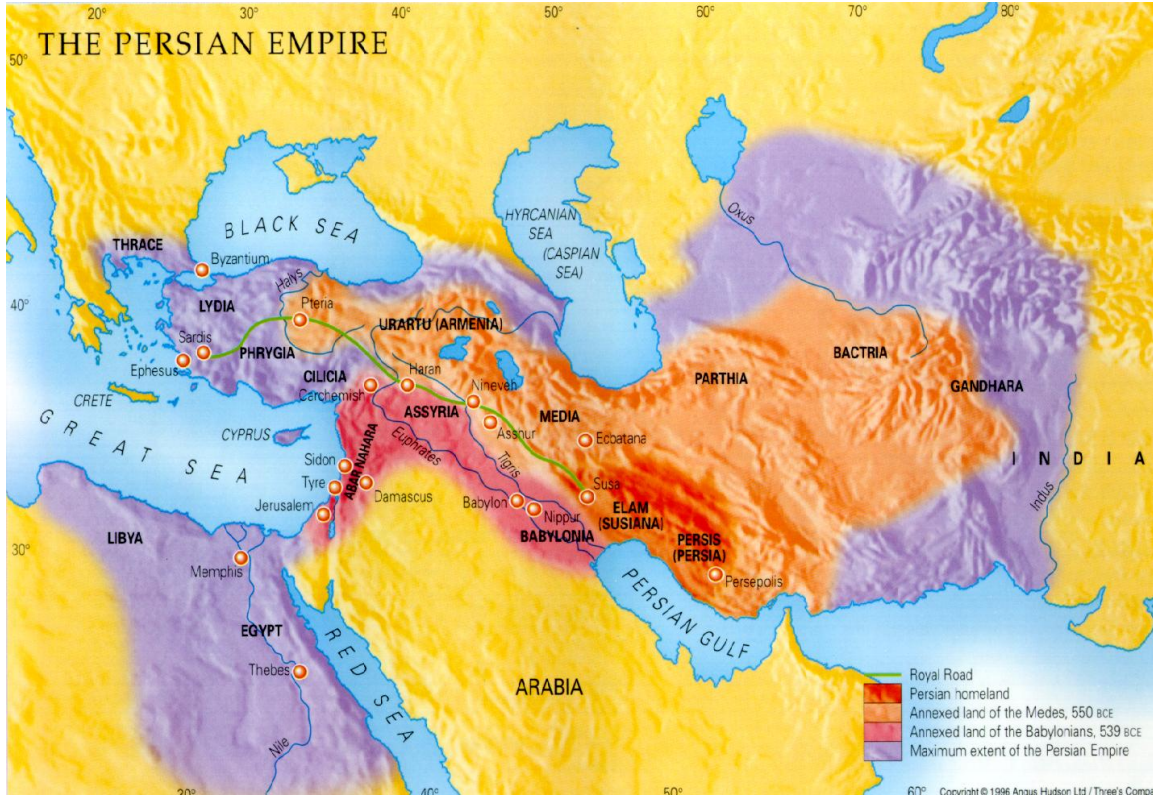 20° 30° 40° 50° 60° 70° 80°
THE PERSIAN EMPIRE
50°
BLACK SEA
HYRCANIAN
SEA
(CASPIAN
SEA)
Oxus
THRACE
Byzantium
Halys
40°
LYDIA
Pteria
URARTU (ARMENIA)
Sardis
PHRYGIA
BACTRIA
Ephesus
CILICIA
Haran
PARTHIA
GANDHARA
Carchemish
Nineveh
CRETE
ASSYRIA
MEDIA
Asshur
GREAT SEA
CYPRUS
Euphrates
Ecbatana
ABAR NAHARA
Tigris
INDIA
Sidon
Tyre
Damascus
Susa
Indus
Jerusalem
Babylon
Nippur
ELAM
(SUSIANA)
LIBYA
BABYLONIA
PERSIS
(PERSIA)
30°
Memphis
Persepolis
PERSIAN GULF
EGYPT
RED SEA
Thebes
ARABIA
Nile
Royal Road
Persian homeland
Annexed land of the Medes, 550 BCE
Annexed land of the Babylonians, 539 BCE
Maximum extent of the Persian Empire
30° 40° 50° 60°
Copyright © 1996 Angus Hudson Ltd / Three's Compa